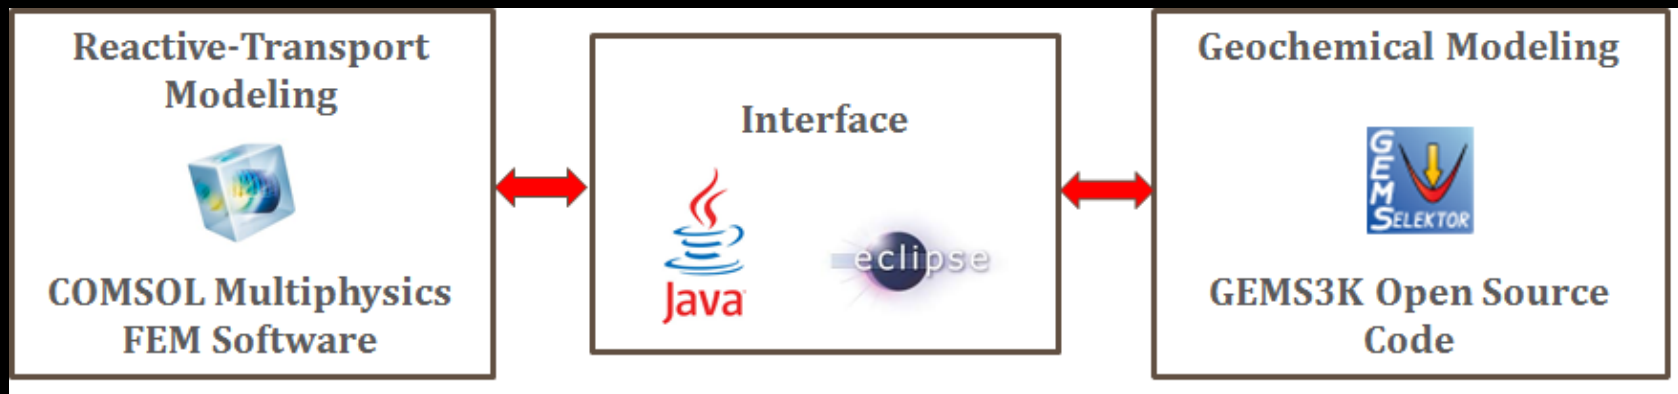 Reactive-Transport
Modeling
COMSOL Multiphysics
FEM Software
Interface
Java
eclipse
Geochemical Modeling
GEMS
SELEKTOR
GEMS3K Open Source
Code